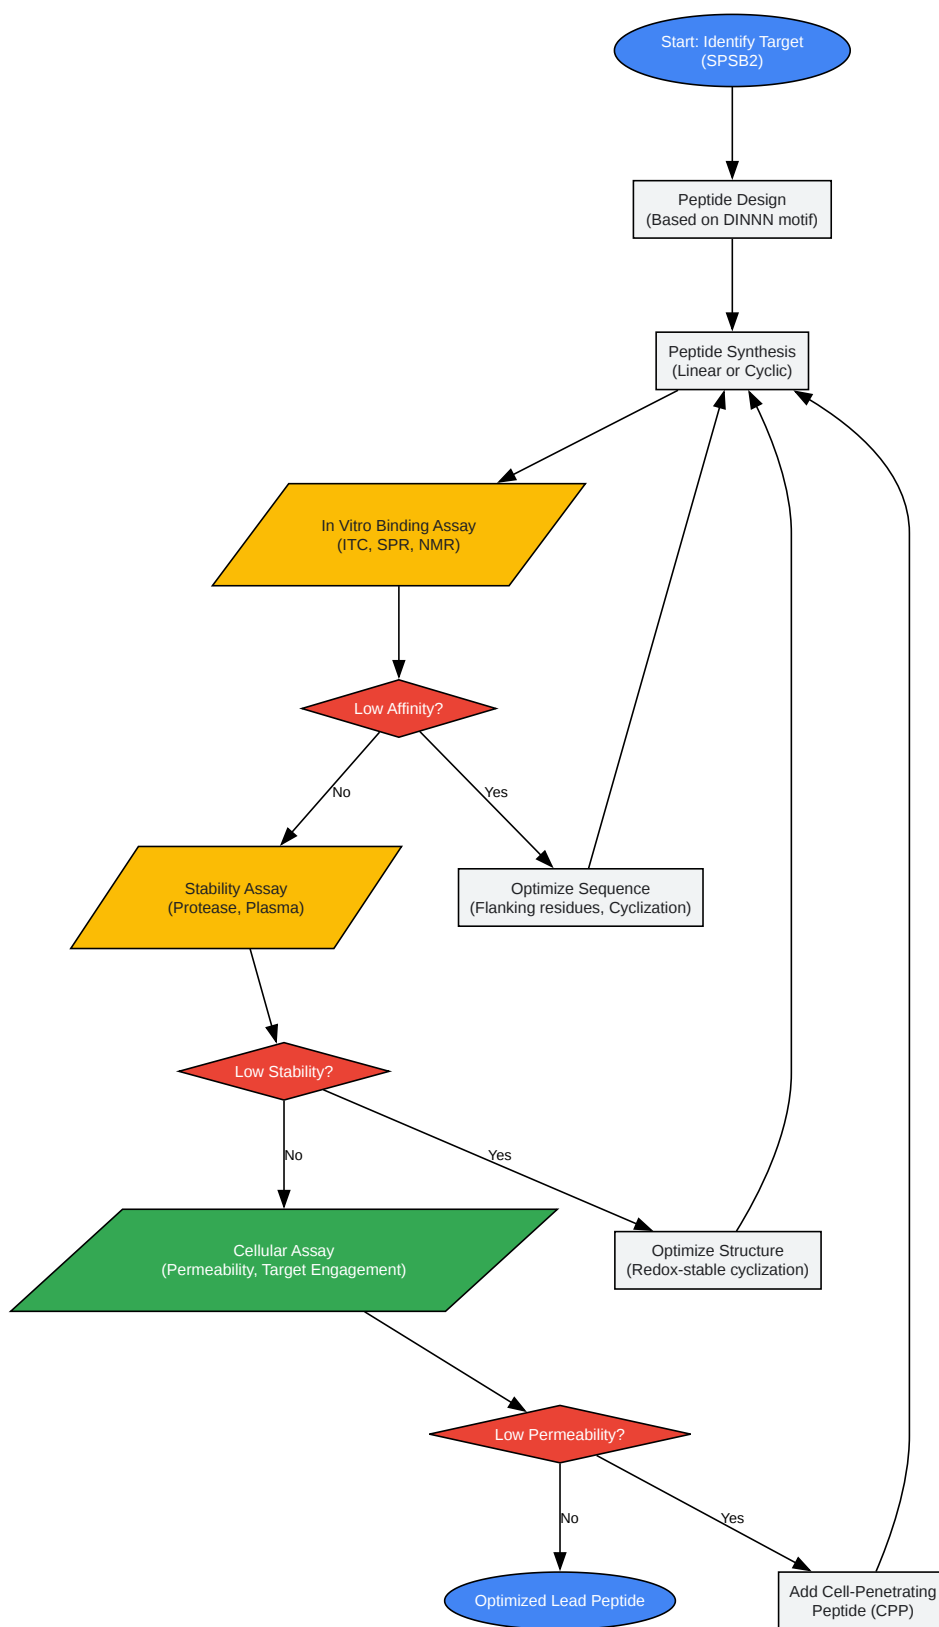 Start: Identify Target
(SPSB2)
Peptide Design
(Based on DINNN motif)
Peptide Synthesis
(Linear or Cyclic)
In Vitro Binding Assay
(ITC, SPR, NMR)
Low Affinity?
No
Yes
Stability Assay
(Protease, Plasma)
Optimize Sequence
(Flanking residues, Cyclization)
Low Stability?
No
Yes
Cellular Assay
(Permeability, Target Engagement)
Optimize Structure
(Redox-stable cyclization)
Low Permeability?
No
Yes
Optimized Lead Peptide
Add Cell-Penetrating
Peptide (CPP)